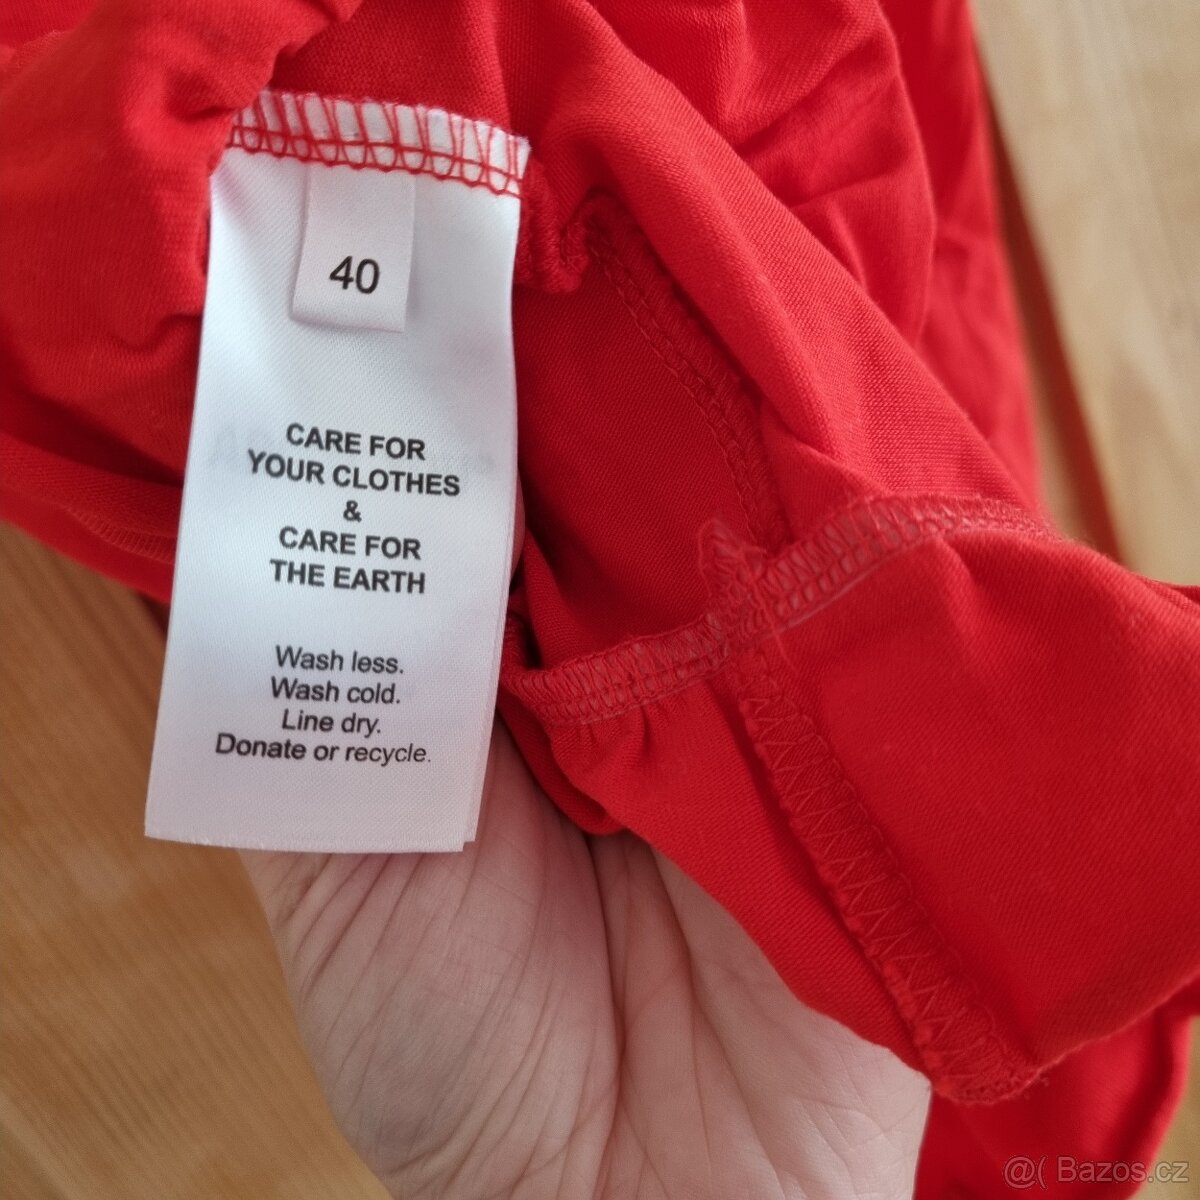 40
CARE FOR
YOUR CLOTHES
&
CARE FOR
THE EARTH
Wash less.
Wash cold.
Line dry.
Donate or recycle.
@( Bazos.cz